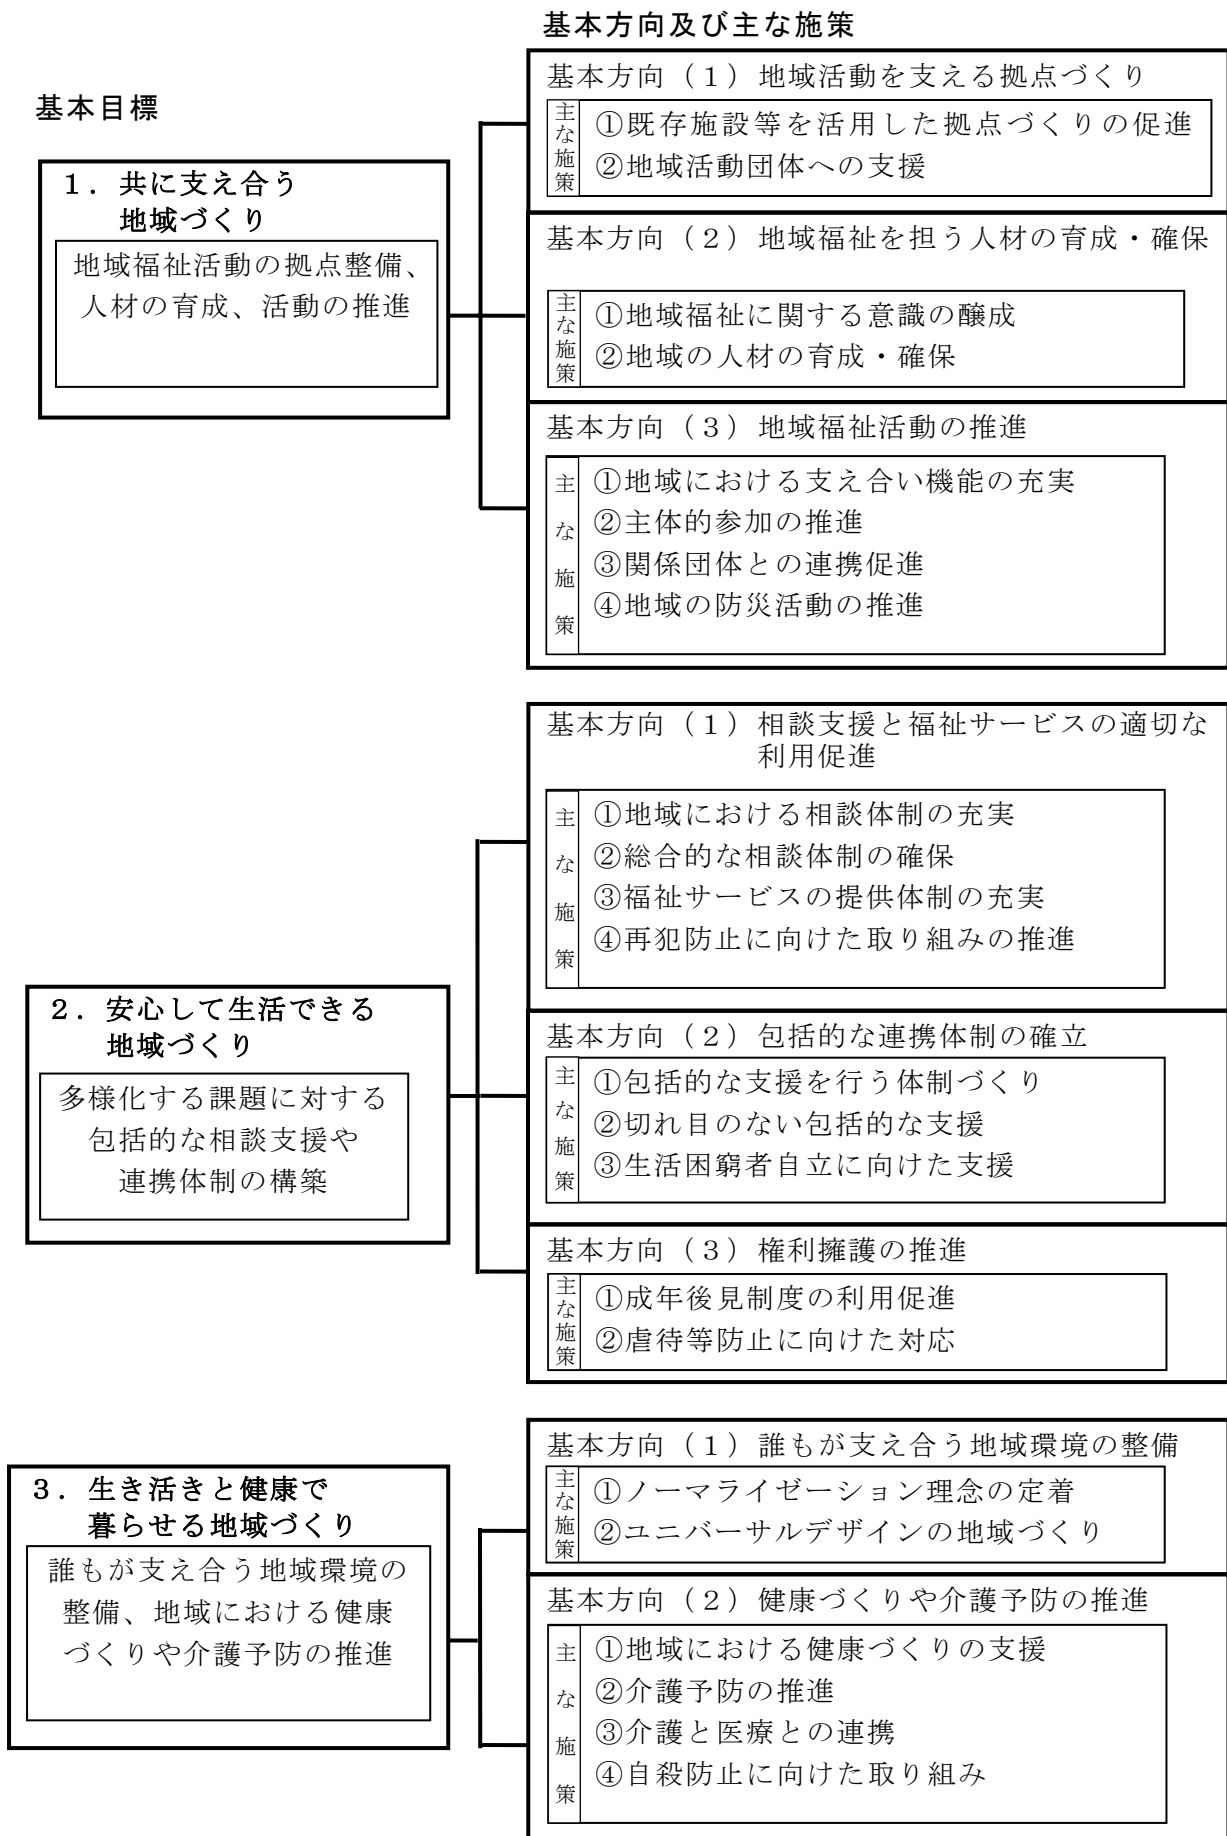 基本方向及び主な施策
基本目標
1．共に支え合う
地域づくり
地域福祉活動の拠点整備、
人材の育成、活動の推進
基本方向（１）地域活動を支える拠点づくり
主な施策
①既存施設等を活用した拠点づくりの促進
②地域活動団体への支援
基本方向（２）地域福祉を担う人材の育成・確保
主な施策
①地域福祉に関する意識の醸成
②地域の人材の育成・確保
基本方向（３）地域福祉活動の推進
主な施策
①地域における支え合い機能の充実
②主体的参加の推進
③関係団体との連携促進
④地域の防災活動の推進
2．安心して生活できる
地域づくり
多様化する課題に対する
包括的な相談支援や
連携体制の構築
基本方向（１）相談支援と福祉サービスの適切な
利用促進
主な施策
①地域における相談体制の充実
②総合的な相談体制の確保
③福祉サービスの提供体制の充実
④再犯防止に向けた取り組みの推進
基本方向（２）包括的な連携体制の確立
主な施策
①包括的な支援を行う体制づくり
②切れ目のない包括的な支援
③生活困窮者自立に向けた支援
基本方向（３）権利擁護の推進
主な施策
①成年後見制度の利用促進
②虐待等防止に向けた対応
3．生き活きと健康で
暮らせる地域づくり
誰もが支え合う地域環境の
整備、地域における健康
づくりや介護予防の推進
基本方向（１）誰もが支え合う地域環境の整備
主な施策
①ノーマライゼーション理念の定着
②ユニバーサルデザインの地域づくり
基本方向（２）健康づくりや介護予防の推進
主な施策
①地域における健康づくりの支援
②介護予防の推進
③介護と医療との連携
④自殺防止に向けた取り組み